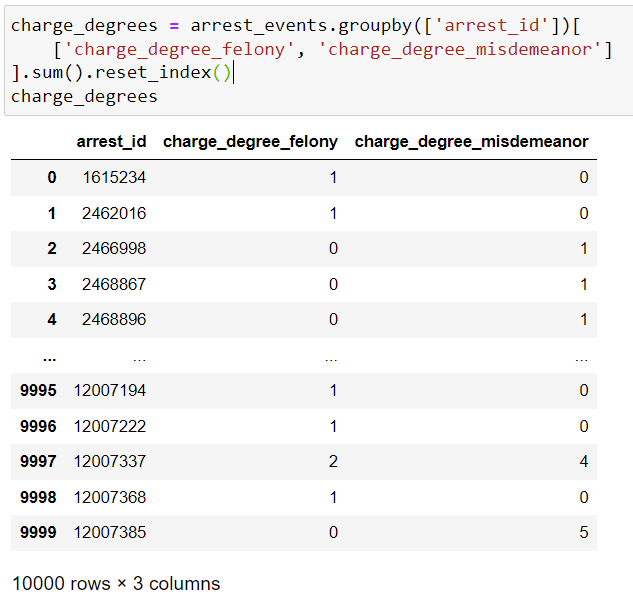 charge_degrees = arrest_events.groupby(['arrest_id'])[
    ['charge_degree_felony', 'charge_degree_misdemeanor']
].sum().reset_index()
charge_degrees
arrest_id charge_degree_felony charge_degree_misdemeanor
0 1615234 1 0
1 2462016 1 0
2 2466998 0 1
3 2468867 0 1
4 2468896 0 1
... ... ... ...
9995 12007194 1 0
9996 12007222 1 0
9997 12007337 2 4
9998 12007368 1 0
9999 12007385 0 5
10000 rows × 3 columns